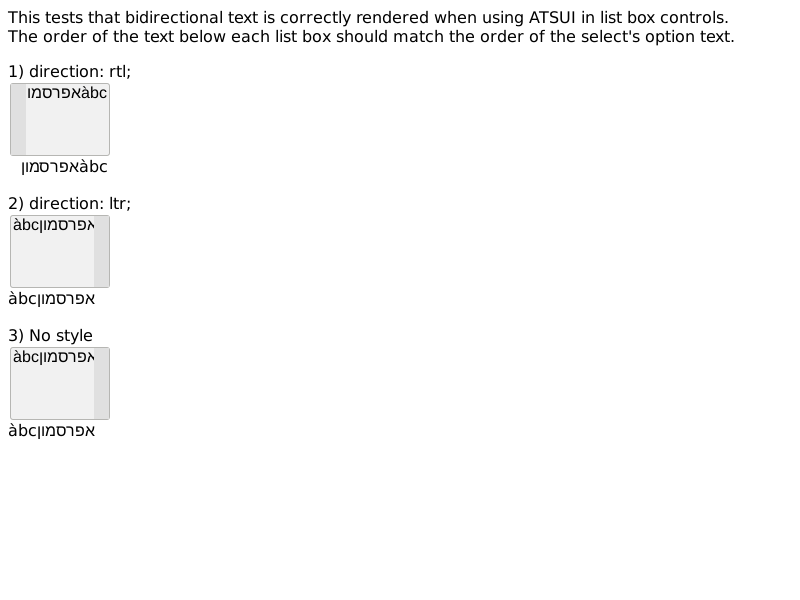 This tests that bidirectional text is correctly rendered when using ATSUI in list box controls.
The order of the text below each list box should match the order of the select's option text.
1) direction: rtl;
àbcאפרסמו
àbcאפרסמון
2) direction: ltr;
àbcאפרסמון
àbcאפרסמון
3) No style
àbcאפרסמון
àbcאפרסמון